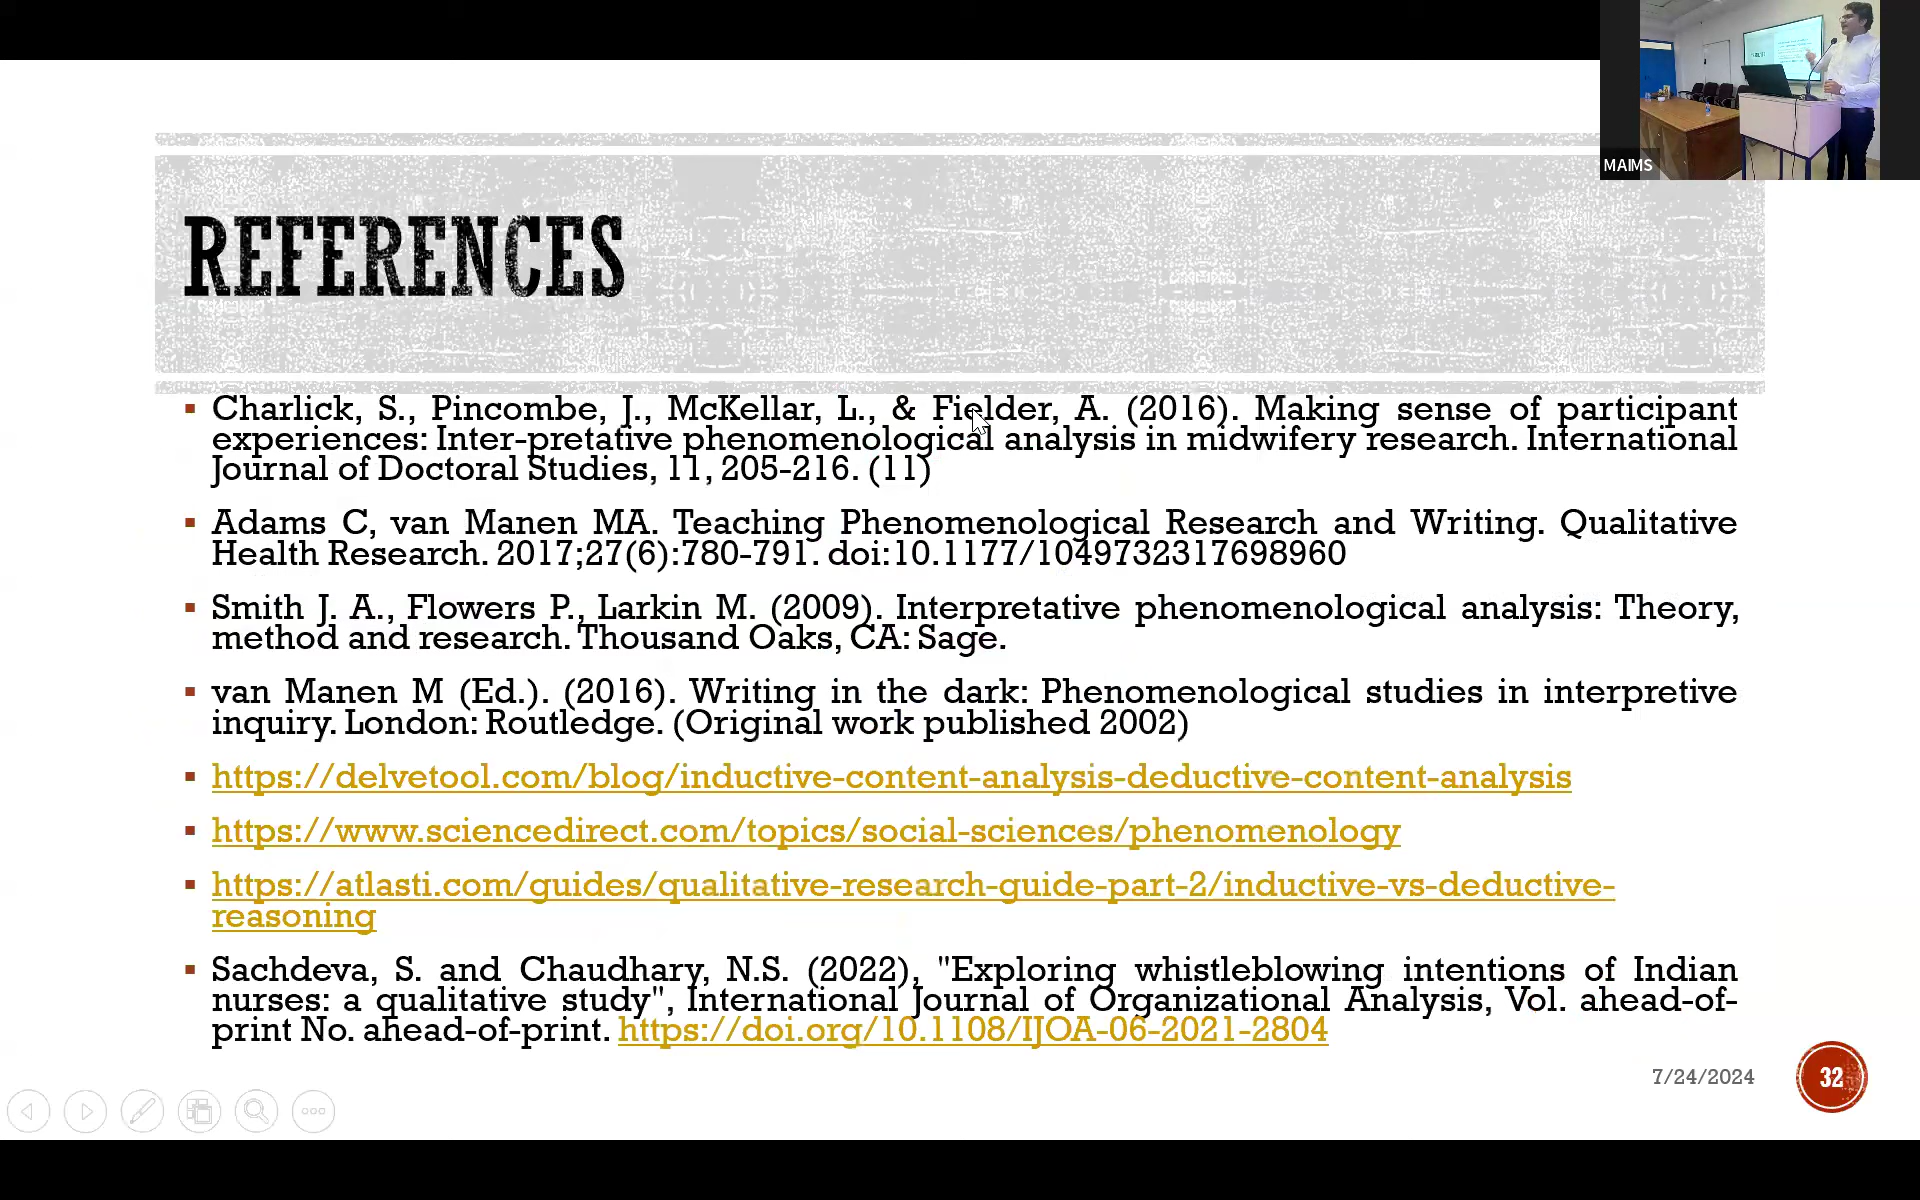 MAIMS
REFERENCES
▪ Charlick, S., Pincombe, J., McKellar, L., & Fielder, A. (2016). Making sense of participant
experiences: Inter-pretative phenomenological analysis in midwifery research. International
Journal of Doctoral Studies, 11, 205-216. (11)
▪ Adams C, van Manen MA. Teaching Phenomenological Research and Writing. Qualitative
Health Research. 2017;27(6):780-791. doi:10.1177/1049732317698960
▪ Smith J. A., Flowers P., Larkin M. (2009). Interpretative phenomenological analysis: Theory,
method and research. Thousand Oaks, CA: Sage.
▪ van Manen M (Ed.). (2016). Writing in the dark: Phenomenological studies in interpretive
inquiry. London: Routledge. (Original work published 2002)
▪ https://delvetool.com/blog/inductive-content-analysis-deductive-content-analysis
▪ https://www.sciencedirect.com/topics/social-sciences/phenomenology
▪ https://atlasti.com/guides/qualitative-research-guide-part-2/inductive-vs-deductive-
reasoning
▪ Sachdeva, S. and Chaudhary, N.S. (2022), "Exploring whistleblowing intentions of Indian
nurses: a qualitative study", International Journal of Organizational Analysis, Vol. ahead-of-
print No. ahead-of-print. https://doi.org/10.1108/IJOA-06-2021-2804
7/24/2024
32